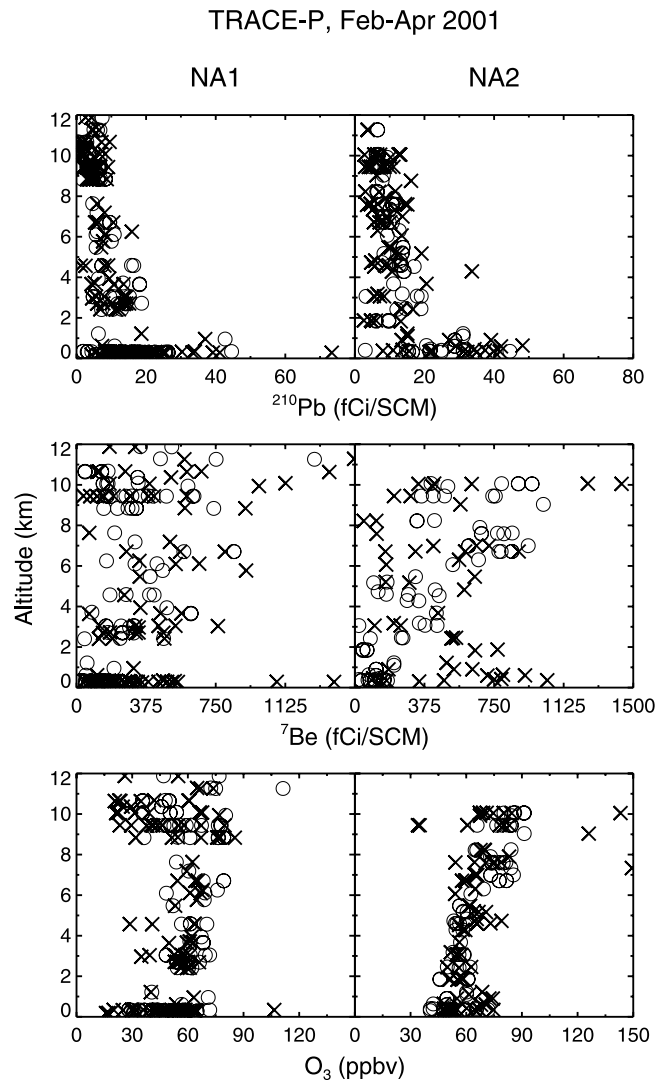 TRACE-P, Feb-Apr 2001
NA1 NA2
12
10
8
6
4
2
0
0 20 40 60 0 20 40 60 80
²¹⁰Pb (fCi/SCM)
12
10
8
6
4
2
0
0 375 750 1125 0 375 750 1125 1500
⁷Be (fCi/SCM)
Altitude (km)
12
10
8
6
4
2
0
0 30 60 90 120 30 60 90 120 150
O₃ (ppbv)